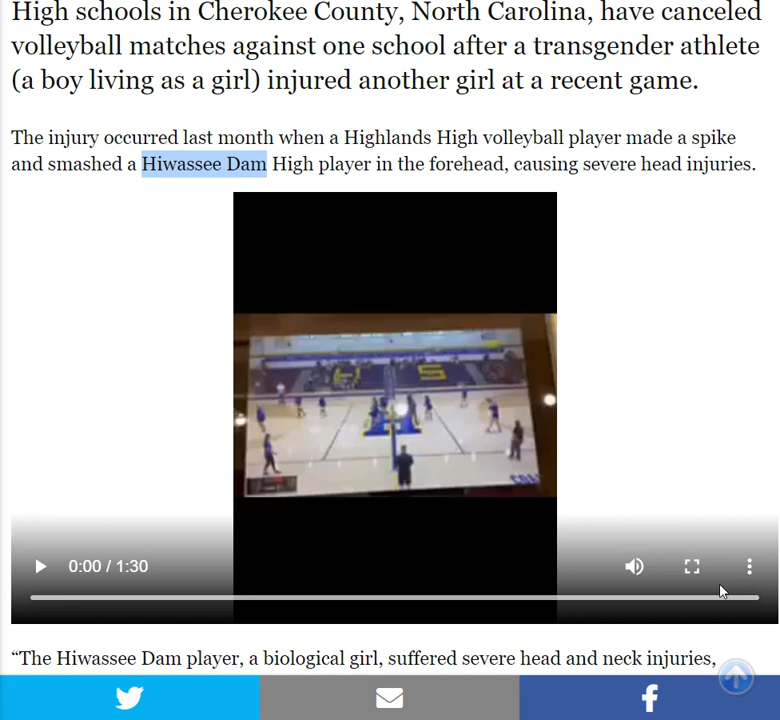 High schools in Cherokee County, North Carolina, have canceled
volleyball matches against one school after a transgender athlete
(a boy living as a girl) injured another girl at a recent game.
The injury occurred last month when a Highlands High volleyball player made a spike
and smashed a Hiwassee Dam High player in the forehead, causing severe head injuries.
0:00 / 1:30
“The Hiwassee Dam player, a biological girl, suffered severe head and neck injuries,